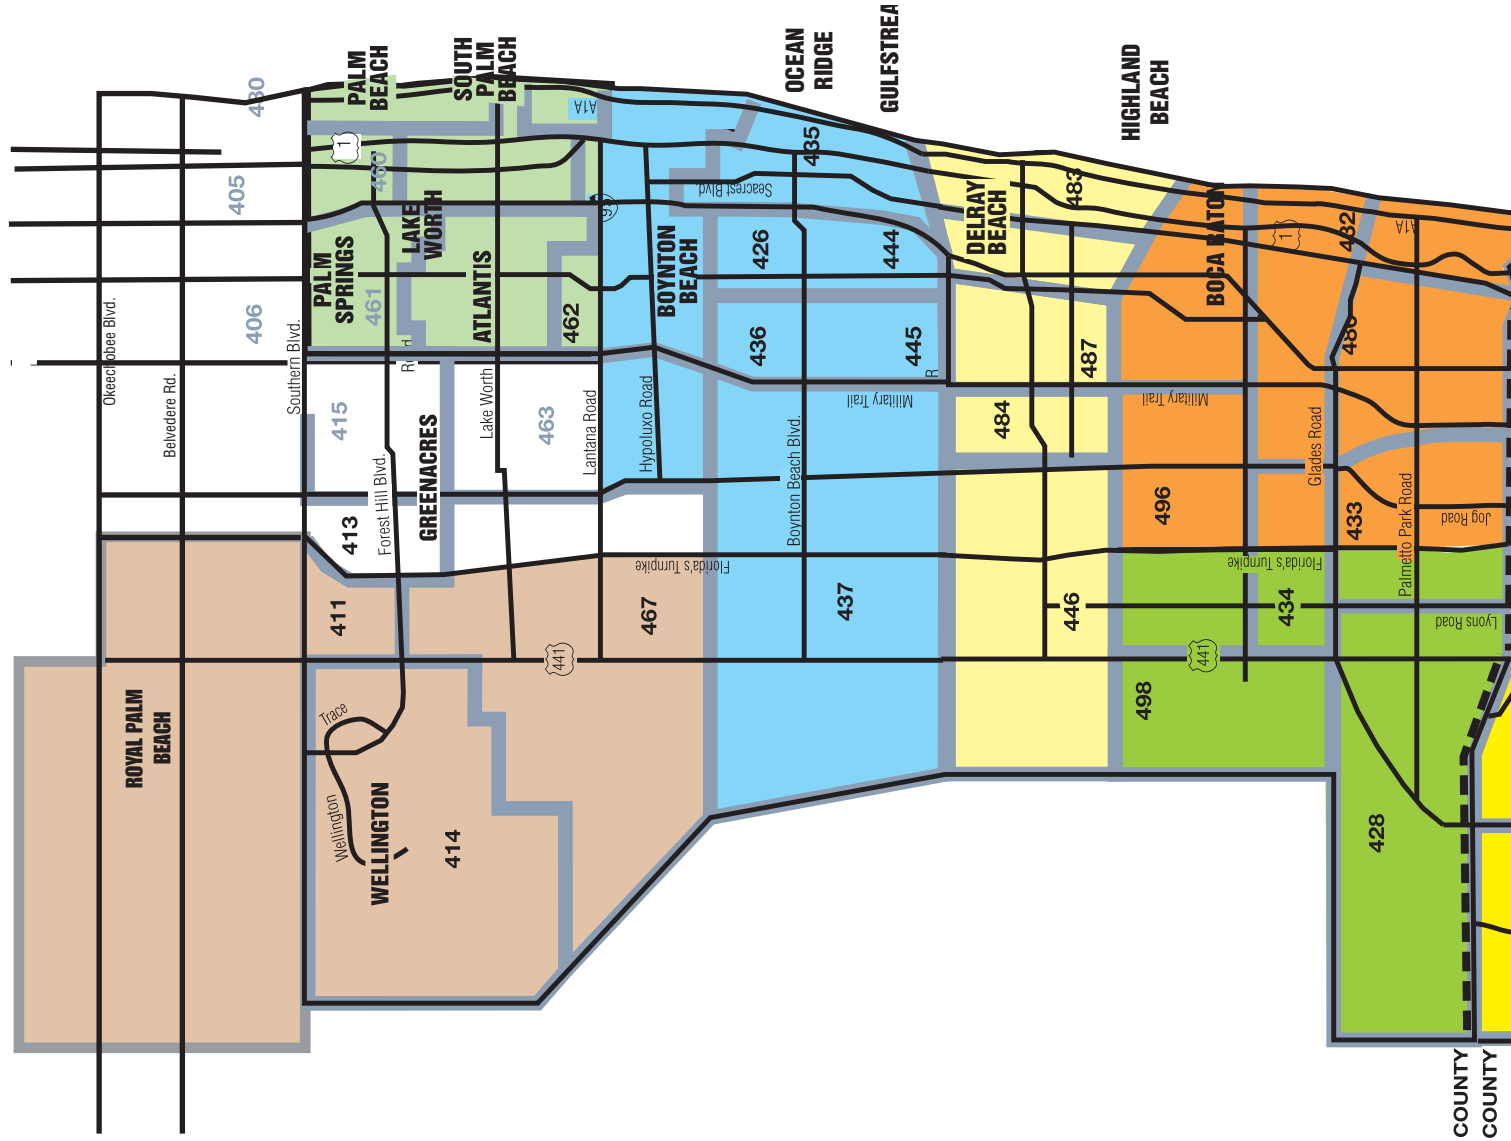 PALM
BEACH
SOUTH
PALM
BEACH
OCEAN
RIDGE
GULFSTREA
HIGHLAND
BEACH
430
A1A
1
405
460
LAKE
WORTH
435
Seacrest Blvd.
483
DELRAY
BEACH
BOCA RATON
1
432
A1A
PALM
SPRINGS
ATLANTIS
BOYNTON
BEACH
426
444
406
461
462
436
445
487
486
Okeechobee Blvd.
Belvedere Rd.
Southern Blvd.
415
Lake Worth
463
Lantana Road
Hypoluxo Road
Military Trail
R
484
Military Trail
Glades Road
413
Forest Hill Blvd.
GREENACRES
Boynton Beach Blvd.
496
433
Palmetto Park Road
Jog Road
Florida's Turnpike
Florida's Turnpike
411
467
437
446
434
Lyons Road
441
441
ROYAL PALM
BEACH
Trace
Wellington
WELLINGTON
414
498
428
COUNTY
COUNTY